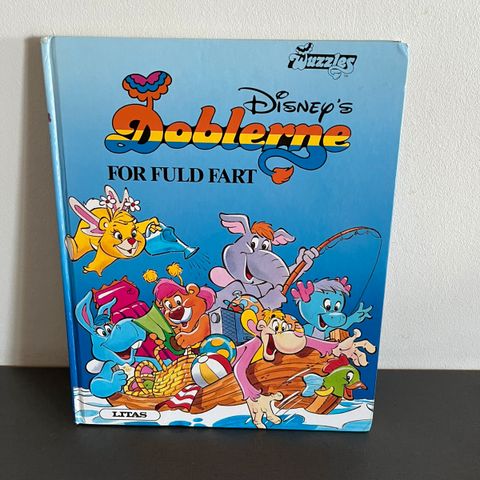 Wuzzles
DISNEY'S
Doblerne
FOR FULD FART
LITAS